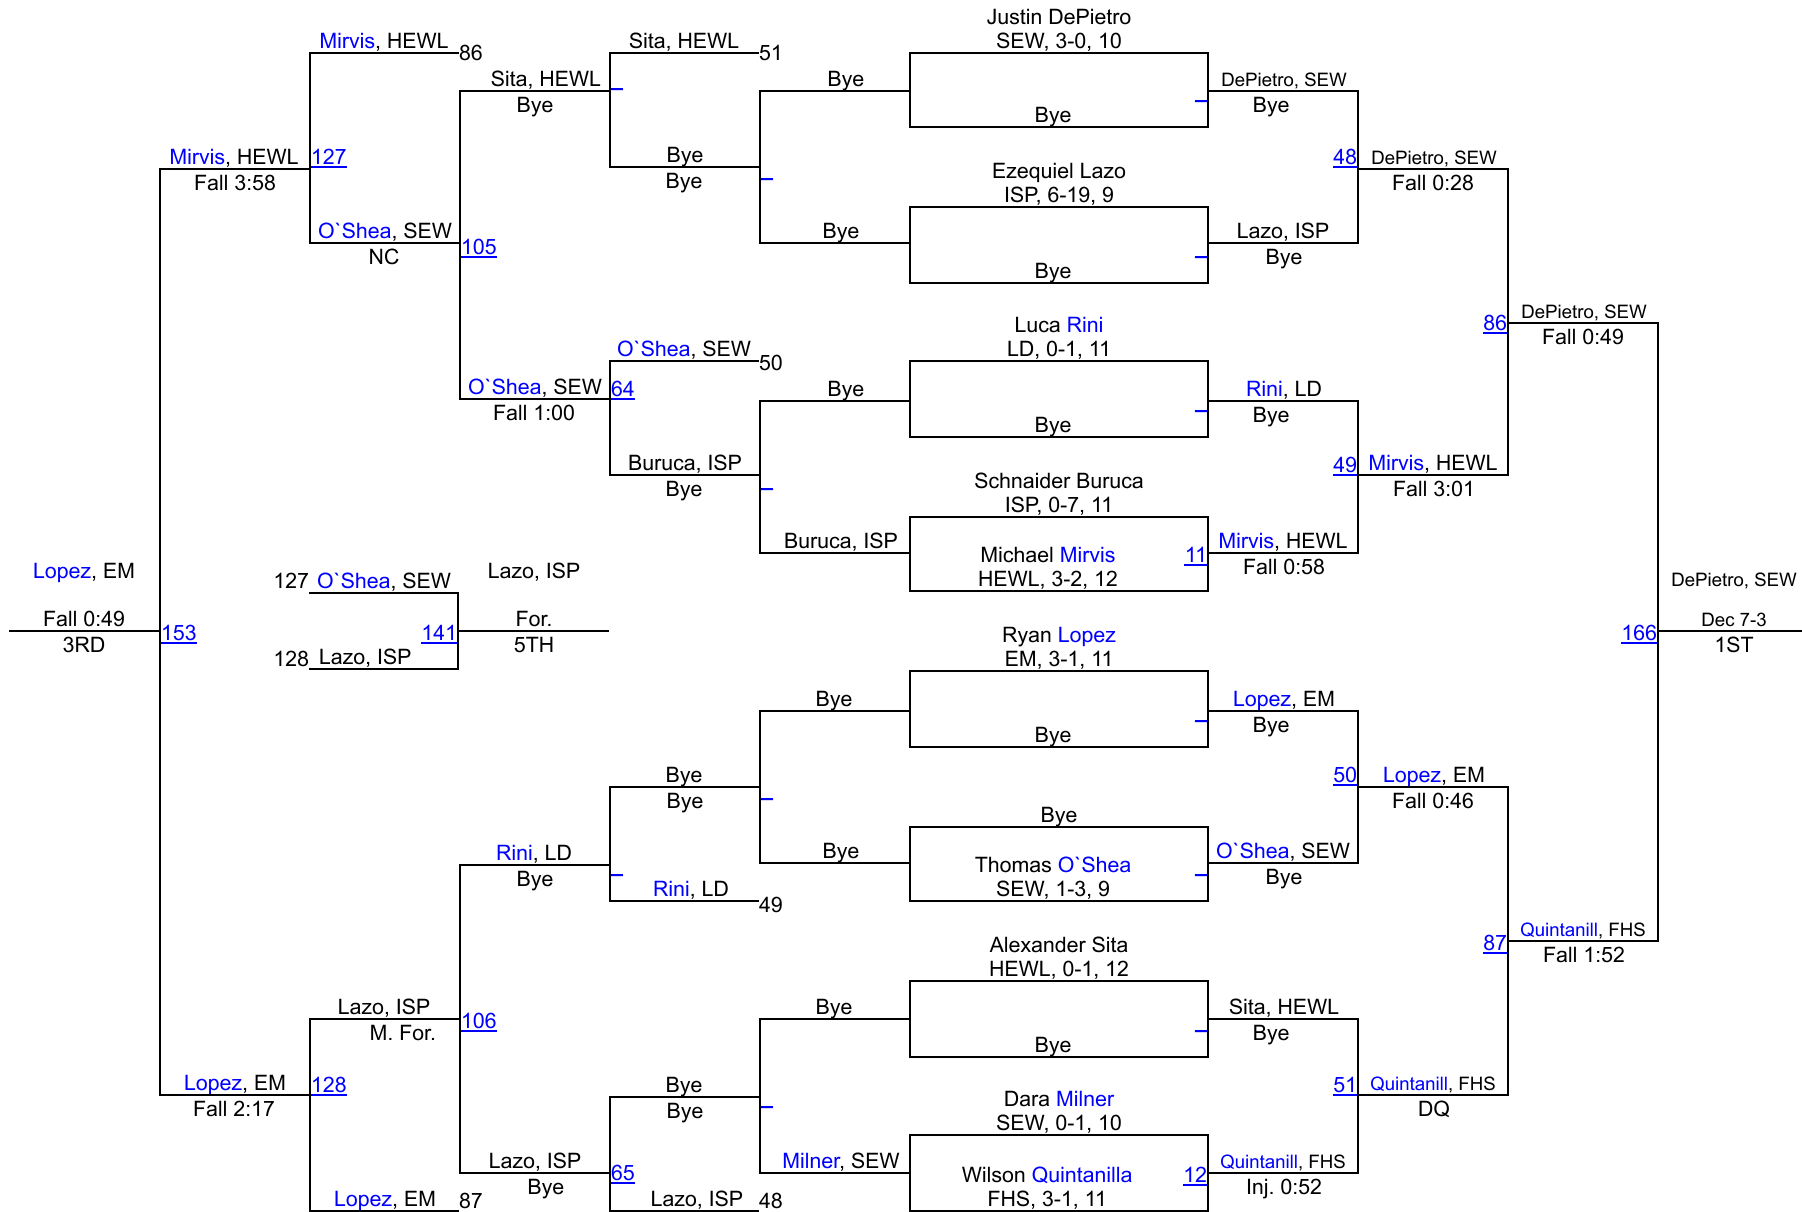 Justin DePietro
Mirvis, HEWL
86
Sita, HEWL
51
SEW, 3-0, 10
Sita, HEWL
Bye
Bye
DePietro, SEW
Bye
Bye
Bye
Mirvis, HEWL
127
Fall 3:58
Bye
Bye
48
DePietro, SEW
Fall 0:28
Ezequiel Lazo
ISP, 6-19, 9
O`Shea, SEW
NC
105
Bye
Lazo, ISP
Bye
Bye
Luca Rini
LD, 0-1, 11
86
DePietro, SEW
Fall 0:49
O`Shea, SEW
50
O`Shea, SEW
64
Fall 1:00
Bye
Rini, LD
Bye
Bye
Buruca, ISP
Bye
49
Mirvis, HEWL
Fall 3:01
Schnaider Buruca
ISP, 0-7, 11
Buruca, ISP
Michael Mirvis
11
HEWL, 3-2, 12
Mirvis, HEWL
Fall 0:58
Lopez, EM
127
O`Shea, SEW
Lazo, ISP
DePietro, SEW
Fall 0:49
153
3RD
141
For.
5TH
128
Lazo, ISP
166
Dec 7-3
1ST
Ryan Lopez
EM, 3-1, 11
Bye
Lopez, EM
Bye
Bye
Bye
Bye
50
Lopez, EM
Fall 0:46
Bye
Rini, LD
Bye
Bye
Thomas O`Shea
SEW, 1-3, 9
O`Shea, SEW
Bye
Rini, LD
49
Alexander Sita
HEWL, 0-1, 12
87
Quintanill, FHS
Fall 1:52
Lazo, ISP
M. For.
106
Bye
Sita, HEWL
Bye
Bye
Lopez, EM
128
Fall 2:17
Bye
Bye
51
Quintanill, FHS
DQ
Dara Milner
SEW, 0-1, 10
Lazo, ISP
Bye
65
Milner, SEW
Wilson Quintanilla
12
FHS, 3-1, 11
Quintanill, FHS
Inj. 0:52
Lopez, EM
87
Lazo, ISP
48